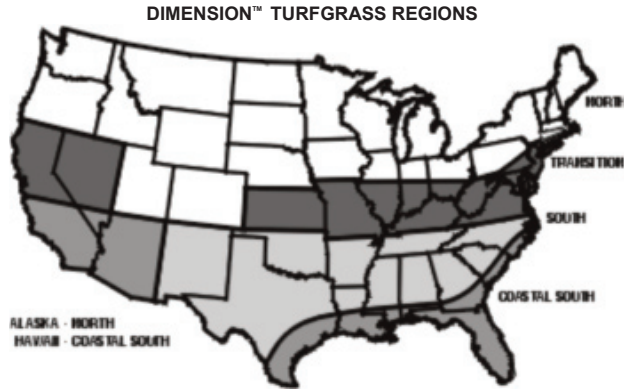 DIMENSION™ TURFGRASS REGIONS
NORTH
TRANSITION
SOUTH
COASTAL SOUTH
ALASKA - NORTH
HAWAII - COASTAL SOUTH